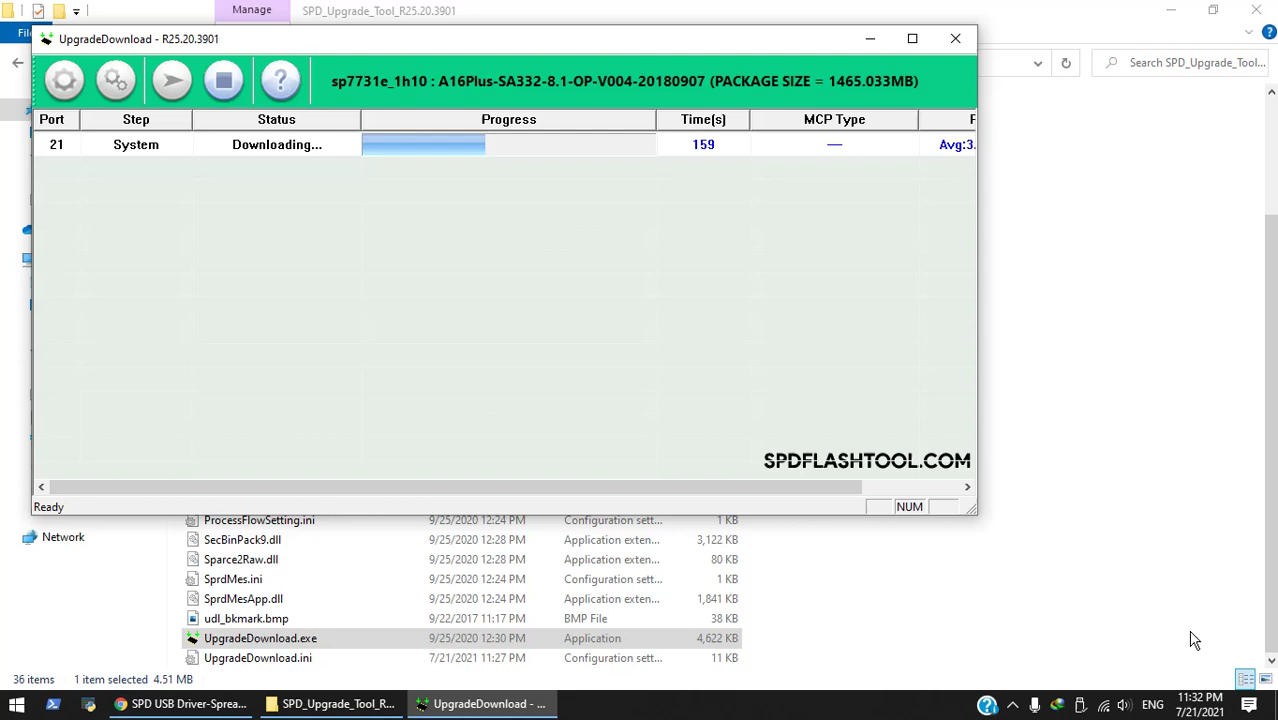 Manage
SPD_Upgrade_Tool_R25.20.3901
UpgradeDownload - R25.20.3901
Search SPD_Upgrade_Tool...
sp7731e_1h10 : A16Plus-SA332-8.1-OP-V004-20180907 (PACKAGE SIZE = 1465.033MB)
Port Step Status Progress Time(s) MCP Type
21 System Downloading... 159 — Avg:3.
SPDFLASHTOOL.COM
Ready NUM
ProcessFlowSetting.ini 9/25/2020 12:24 PM Configuration sett... 1 KB
Network
SecBinPack9.dll 9/25/2020 12:28 PM Application exten... 3,122 KB
Sparce2Raw.dll 9/25/2020 12:28 PM Application exten... 80 KB
SprdMes.ini 9/25/2020 12:24 PM Configuration sett... 1 KB
SprdMesApp.dll 9/25/2020 12:24 PM Application exten... 1,841 KB
udl_bkmark.bmp 9/22/2017 11:17 PM BMP File 38 KB
UpgradeDownload.exe 9/25/2020 12:30 PM Application 4,622 KB
UpgradeDownload.ini 7/21/2021 11:27 PM Configuration sett... 11 KB
36 items 1 item selected 4.51 MB
SPD USB Driver-Sprea... SPD_Upgrade_Tool_R... UpgradeDownload - ... ENG 11:32 PM
7/21/2021